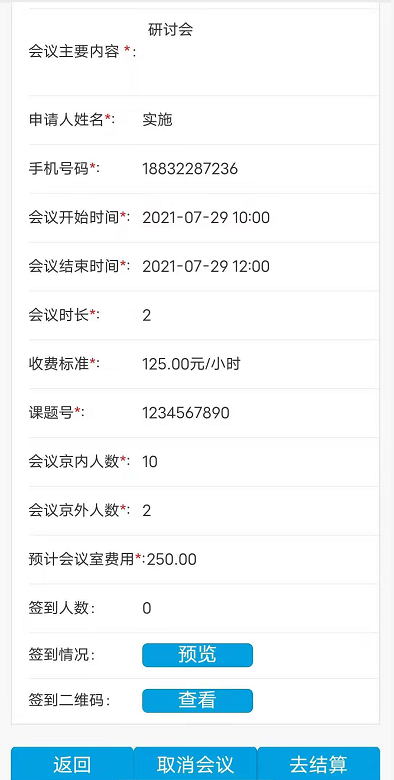 研讨会
会议主要内容 *:
申请人姓名*: 实施
手机号码*: 18832287236
会议开始时间*: 2021-07-29 10:00
会议结束时间*: 2021-07-29 12:00
会议时长*: 2
收费标准*: 125.00元/小时
课题号*: 1234567890
会议京内人数*: 10
会议京外人数*: 2
预计会议室费用*:250.00
签到人数: 0
签到情况: 预览
签到二维码: 查看
返回 取消会议 去结算